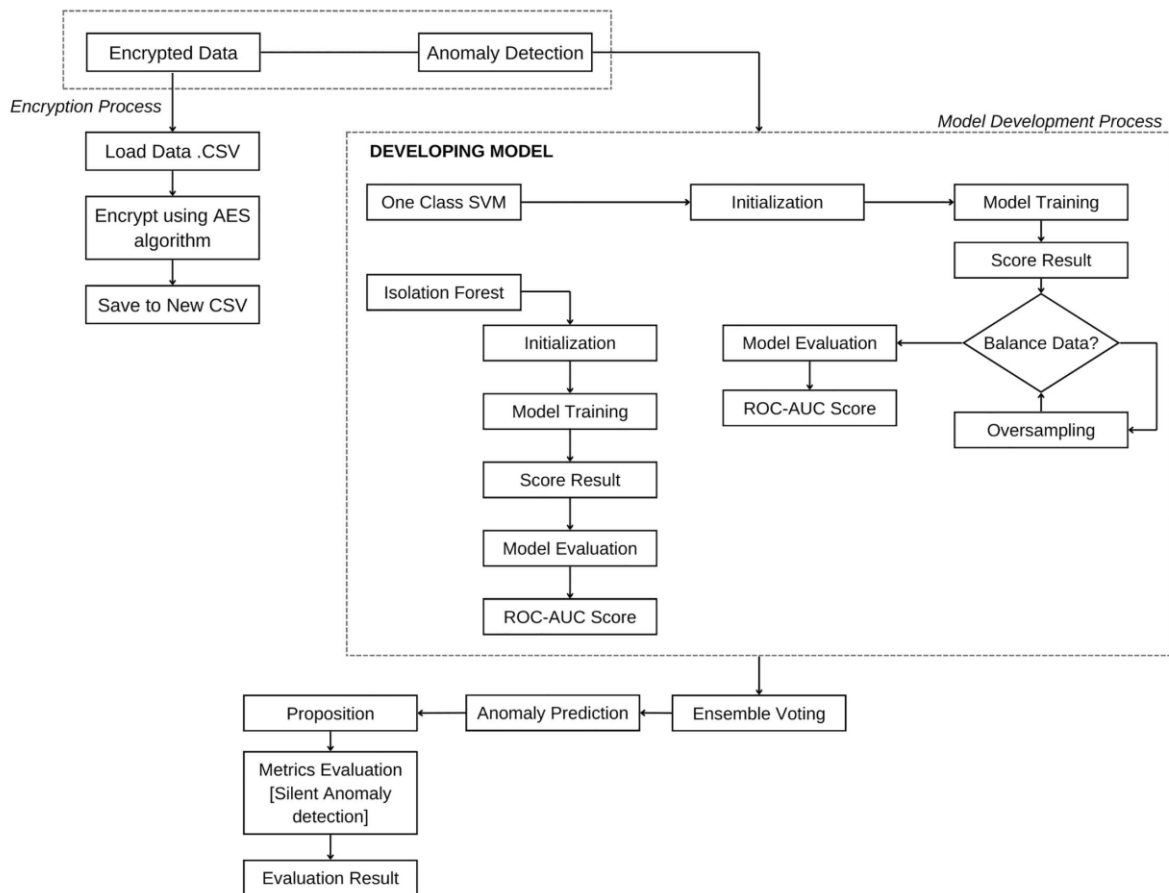 Encrypted Data
Anomaly Detection
Encryption Process
Model Development Process
Load Data .CSV
Encrypt using AES
algorithm
Save to New CSV
DEVELOPING MODEL
One Class SVM
Initialization
Model Training
Score Result
Balance Data?
Oversampling
Model Evaluation
ROC-AUC Score
Isolation Forest
Initialization
Model Training
Score Result
Model Evaluation
ROC-AUC Score
Ensemble Voting
Anomaly Prediction
Proposition
Metrics Evaluation
[Silent Anomaly
detection]
Evaluation Result